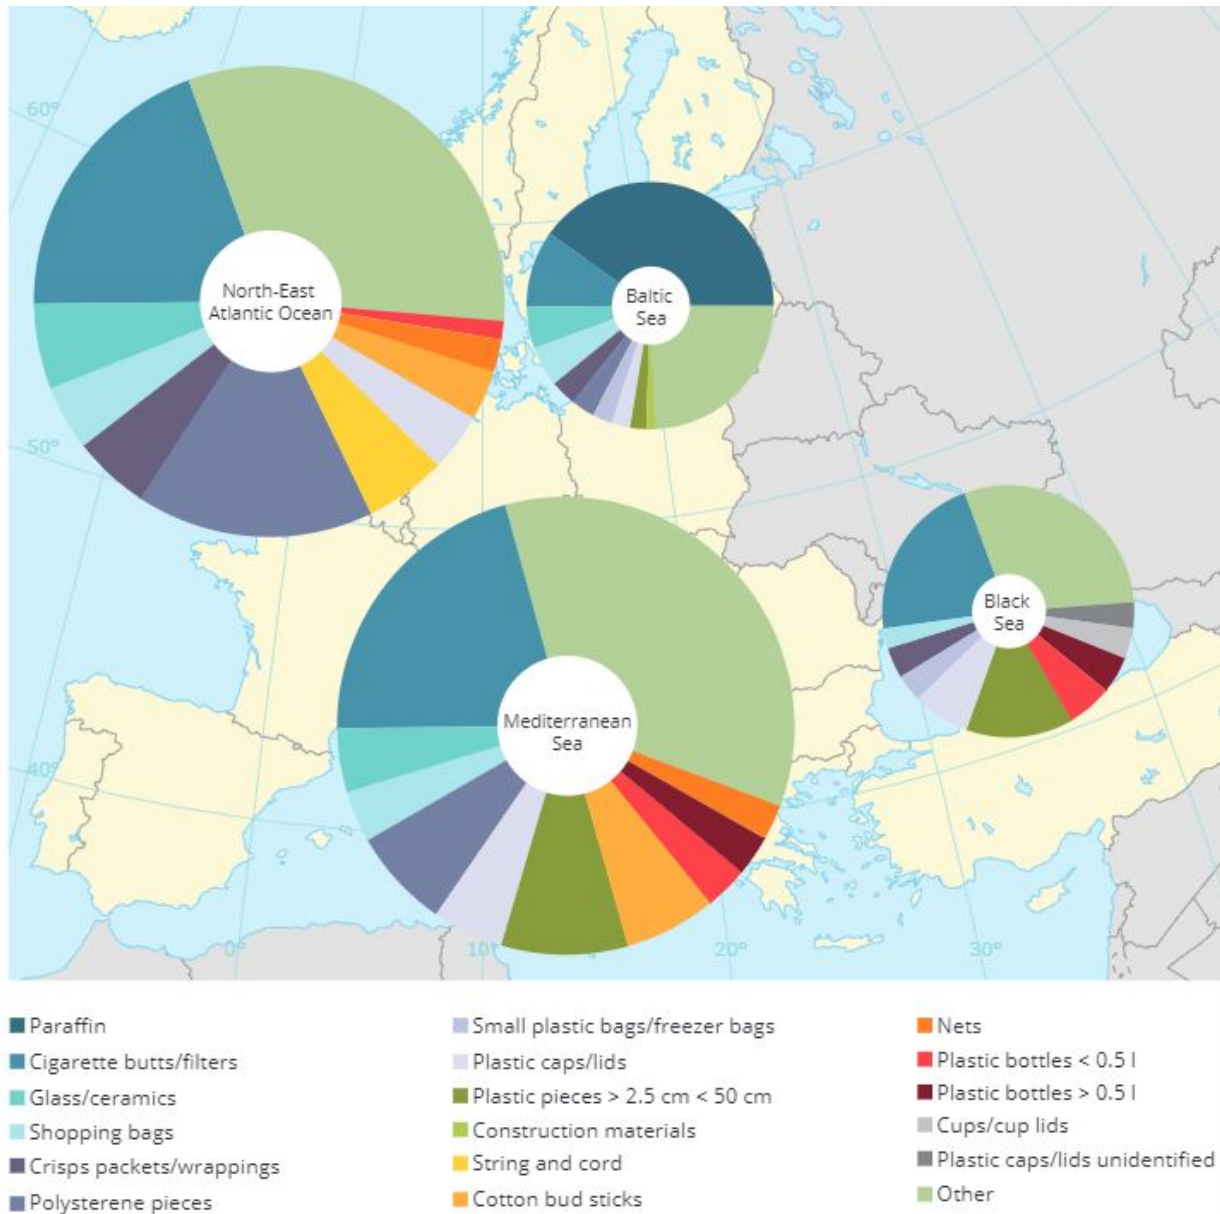 60°
North-East
Atlantic Ocean
Baltic
Sea
50°
Black
Sea
Mediterranean
Sea
40°
0°
10°
20°
30°
Paraffin
Cigarette butts/filters
Glass/ceramics
Shopping bags
Crisps packets/wrappings
Polysterene pieces
Small plastic bags/freezer bags
Plastic caps/lids
Plastic pieces > 2.5 cm < 50 cm
Construction materials
String and cord
Cotton bud sticks
Nets
Plastic bottles < 0.5 l
Plastic bottles > 0.5 l
Cups/cup lids
Plastic caps/lids unidentified
Other